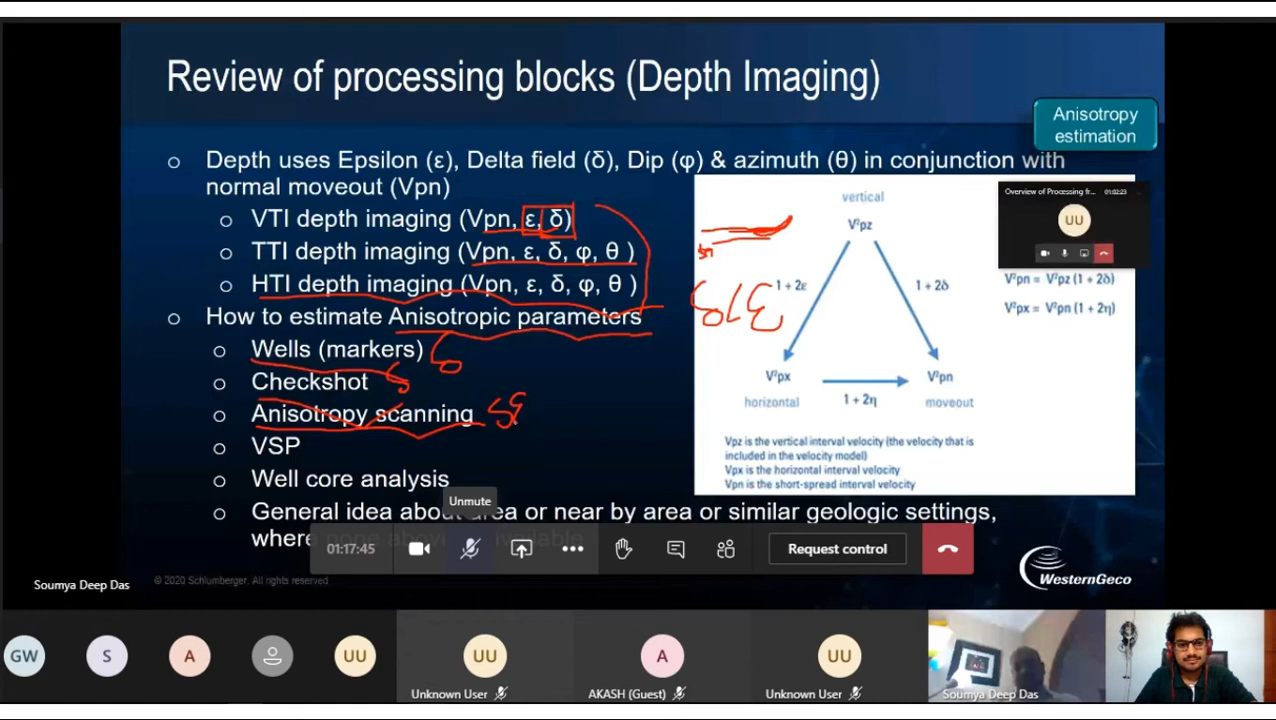 Review of processing blocks (Depth Imaging)
Anisotropy
estimation
o Depth uses Epsilon (ε), Delta field (δ), Dip (φ) & azimuth (θ) in conjunction with
normal moveout (Vpn)
o VTI depth imaging (Vpn, ε, δ)
o TTI depth imaging (Vpn, ε, δ, φ, θ )
o HTI depth imaging (Vpn, ε, δ, φ, θ )
o How to estimate Anisotropic parameters
o Wells (markers)
o Checkshot
o Anisotropy scanning
o VSP
o Well core analysis
o General idea about area or near by area or similar geologic settings,
where
vertical
V²pz
1 + 2ε
1 + 2δ
V²px
V²pn
horizontal
1 + 2η
moveout
Overview of Processing fr...
01:02:23
UU
V²pn = V²pz (1 + 2δ)
V²px = V²pn (1 + 2η)
Vpz is the vertical interval velocity (the velocity that is
included in the velocity model)
Vpx is the horizontal interval velocity
Vpn is the short-spread interval velocity
Unmute
01:17:45
Request control
Soumya Deep Das
© 2020 Schlumberger. All rights reserved
WesternGeco
GW
S
A
UU
UU
Unknown User
A
AKASH (Guest)
UU
Unknown User
Soumya Deep Das